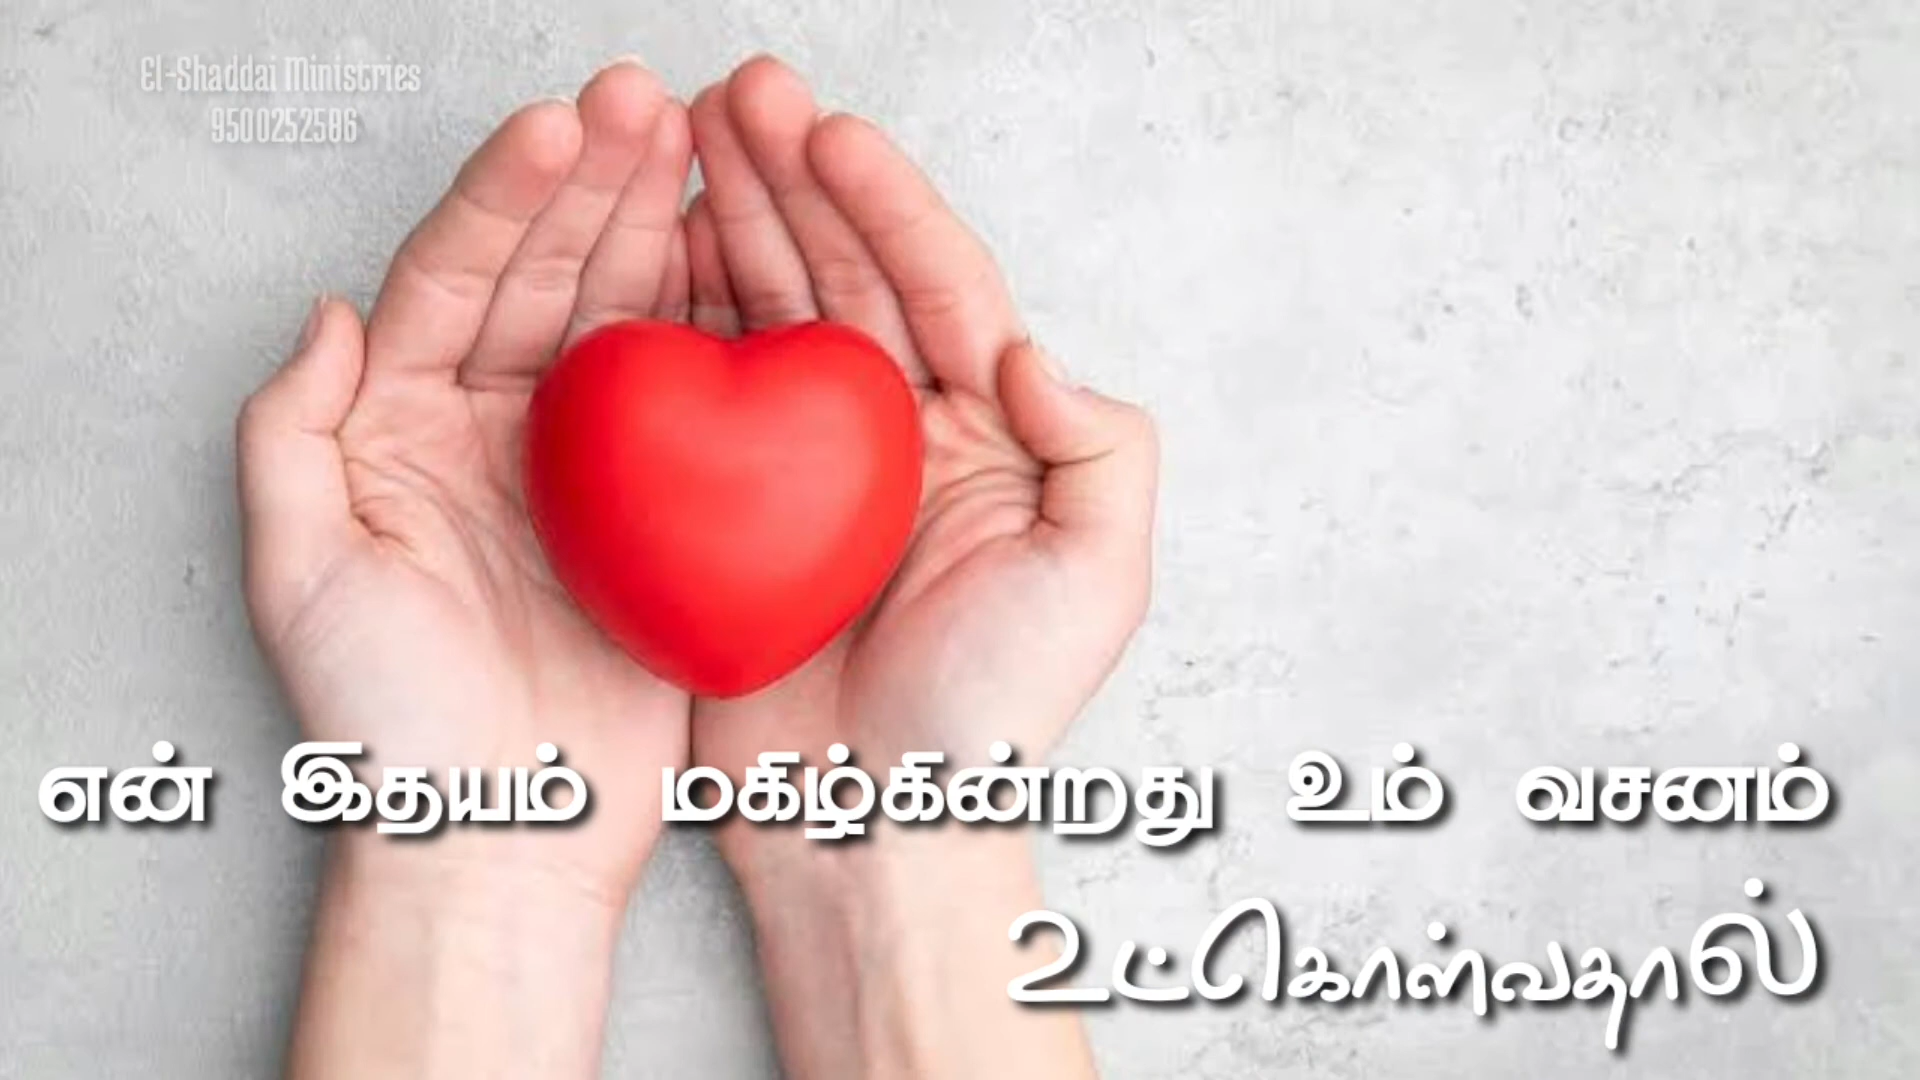 El-Shaddai Ministries
9500252586
என் இதயம் மகிழ்கின்றது உம் வசனம்
உட்கொள்வதால்